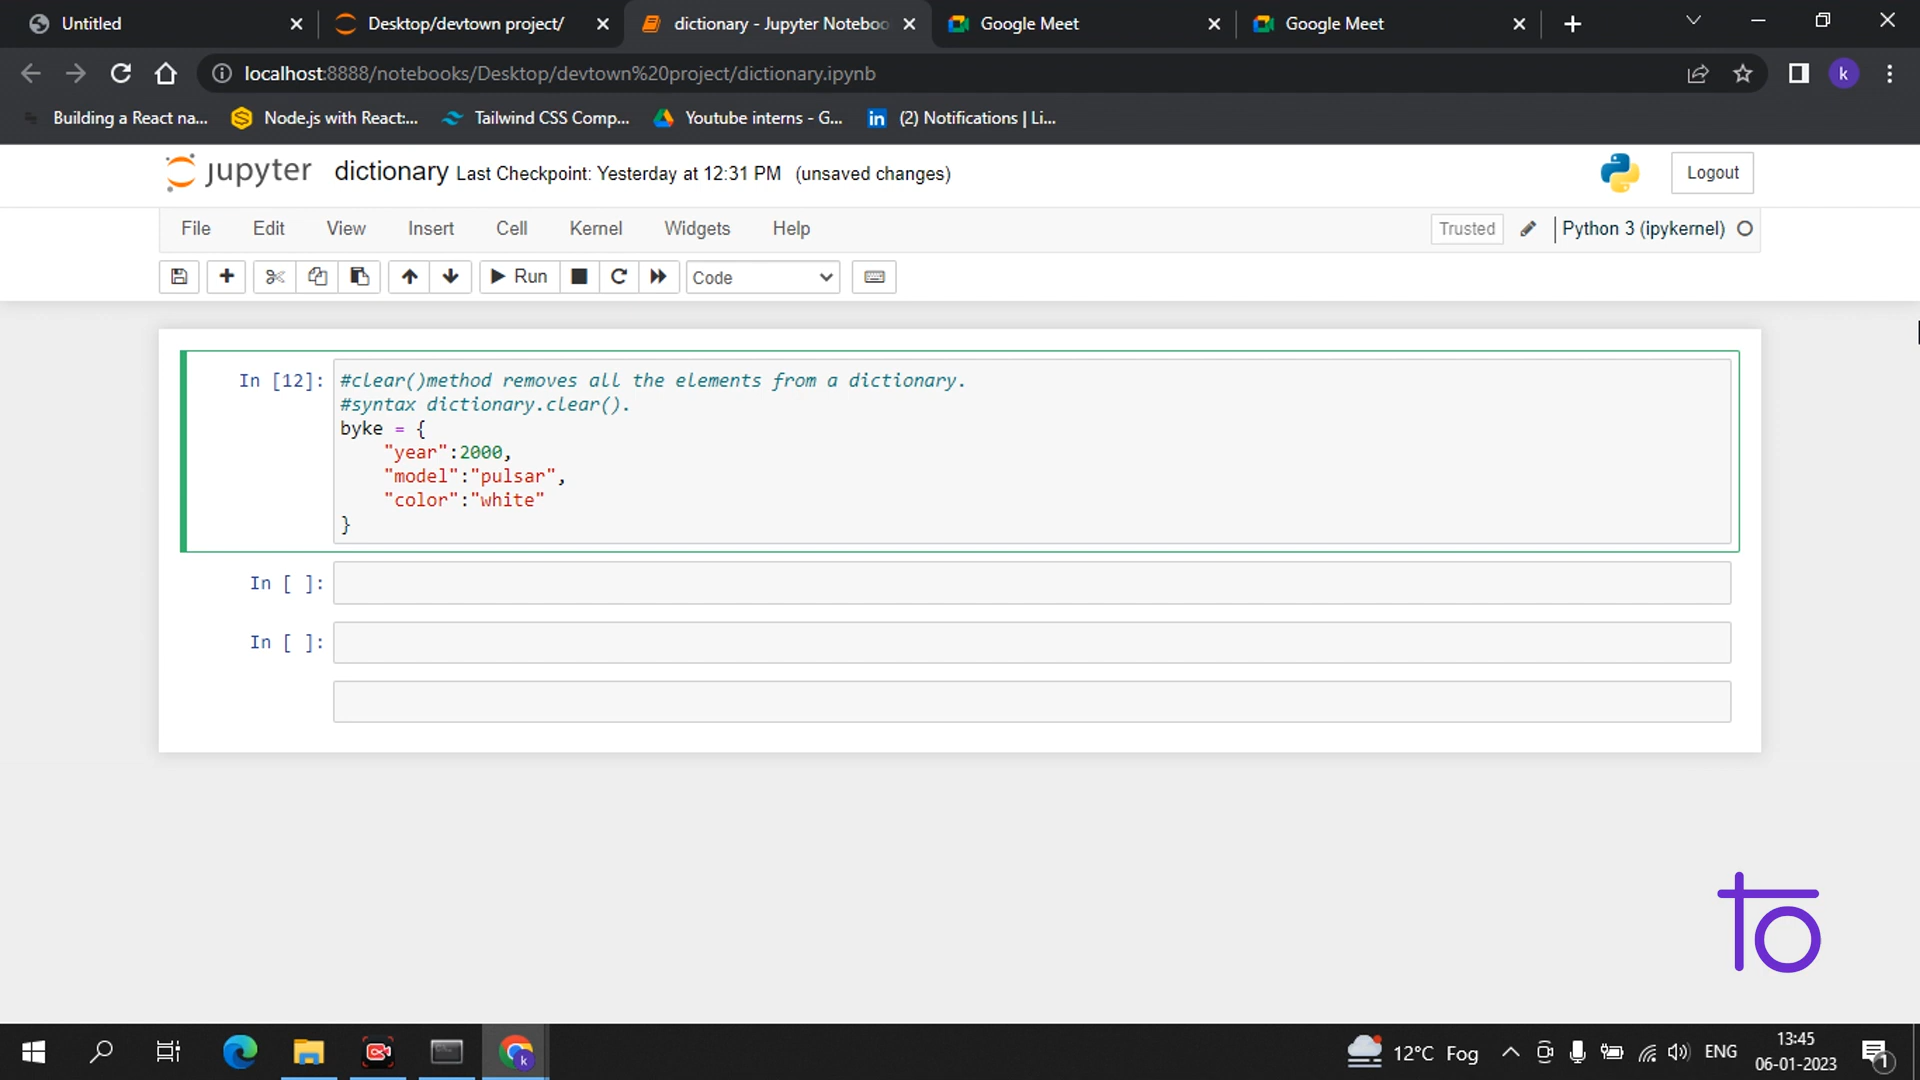 Untitled
Desktop/devtown project/
dictionary - Jupyter Noteboo
Google Meet
Google Meet
localhost:8888/notebooks/Desktop/devtown%20project/dictionary.ipynb
k
Building a React na...
Node.js with React:...
Tailwind CSS Comp...
Youtube interns - G...
in
(2) Notifications | Li...
jupyter
dictionary Last Checkpoint: Yesterday at 12:31 PM (unsaved changes)
Logout
File
Edit
View
Insert
Cell
Kernel
Widgets
Help
Trusted
Python 3 (ipykernel)
Run
Code
In [12]:
#clear()method removes all the elements from a dictionary.
#syntax dictionary.clear().
byke = {
"year":2000,
"model":"pulsar",
"color":"white"
}
In [ ]:
In [ ]:
to
k
12°C Fog
ENG
13:45
06-01-2023
1